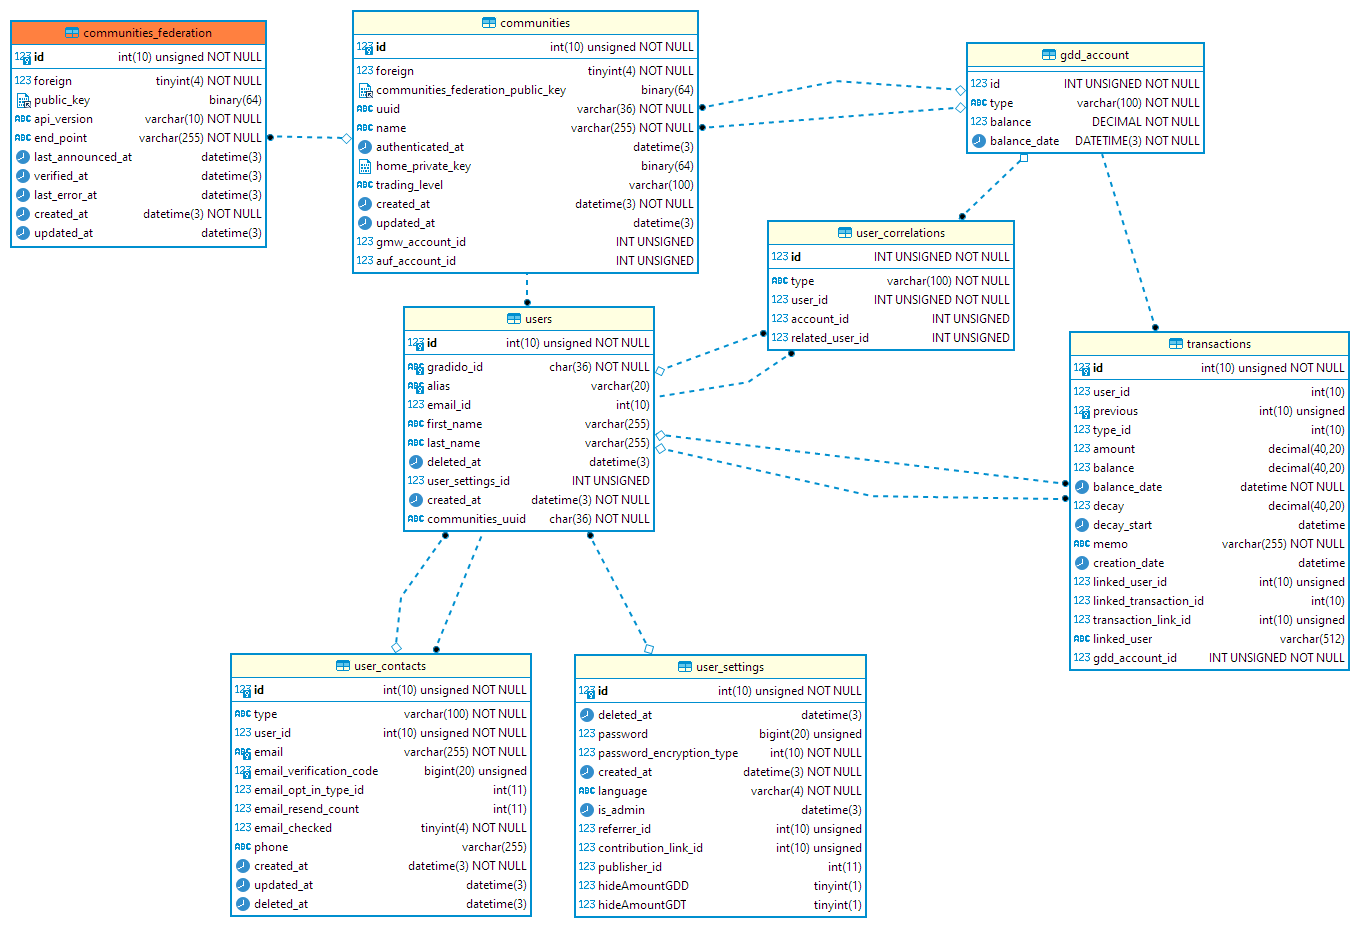 communities_federation
id int(10) unsigned NOT NULL
foreign tinyint(4) NOT NULL
public_key binary(64)
api_version varchar(10) NOT NULL
end_point varchar(255) NOT NULL
last_announced_at datetime(3)
verified_at datetime(3)
last_error_at datetime(3)
created_at datetime(3) NOT NULL
updated_at datetime(3)
communities
id int(10) unsigned NOT NULL
foreign tinyint(4) NOT NULL
communities_federation_public_key binary(64)
uuid varchar(36) NOT NULL
name varchar(255) NOT NULL
authenticated_at datetime(3)
home_private_key binary(64)
trading_level varchar(100)
created_at datetime(3) NOT NULL
updated_at datetime(3)
gmw_account_id INT UNSIGNED
auf_account_id INT UNSIGNED
gdd_account
id INT UNSIGNED NOT NULL
type varchar(100) NOT NULL
balance DECIMAL NOT NULL
balance_date DATETIME(3) NOT NULL
user_correlations
id INT UNSIGNED NOT NULL
type varchar(100) NOT NULL
user_id INT UNSIGNED NOT NULL
account_id INT UNSIGNED
related_user_id INT UNSIGNED
users
id int(10) unsigned NOT NULL
gradido_id char(36) NOT NULL
alias varchar(20)
email_id int(10)
first_name varchar(255)
last_name varchar(255)
deleted_at datetime(3)
user_settings_id INT UNSIGNED
created_at datetime(3) NOT NULL
communities_uuid char(36) NOT NULL
transactions
id int(10) unsigned NOT NULL
user_id int(10)
previous int(10) unsigned
type_id int(10)
amount decimal(40,20)
balance decimal(40,20)
balance_date datetime NOT NULL
decay decimal(40,20)
decay_start datetime
memo varchar(255) NOT NULL
creation_date datetime
linked_user_id int(10) unsigned
linked_transaction_id int(10)
transaction_link_id int(10) unsigned
linked_user varchar(512)
gdd_account_id INT UNSIGNED NOT NULL
user_contacts
id int(10) unsigned NOT NULL
type varchar(100) NOT NULL
user_id int(10) unsigned NOT NULL
email varchar(255) NOT NULL
email_verification_code bigint(20) unsigned
email_opt_in_type_id int(11)
email_resend_count int(11)
email_checked tinyint(4) NOT NULL
phone varchar(255)
created_at datetime(3) NOT NULL
updated_at datetime(3)
deleted_at datetime(3)
user_settings
id int(10) unsigned NOT NULL
deleted_at datetime(3)
password bigint(20) unsigned
password_encryption_type int(10) NOT NULL
created_at datetime(3) NOT NULL
language varchar(4) NOT NULL
is_admin datetime(3)
referrer_id int(10) unsigned
contribution_link_id int(10) unsigned
publisher_id int(11)
hideAmountGDD tinyint(1)
hideAmountGDT tinyint(1)